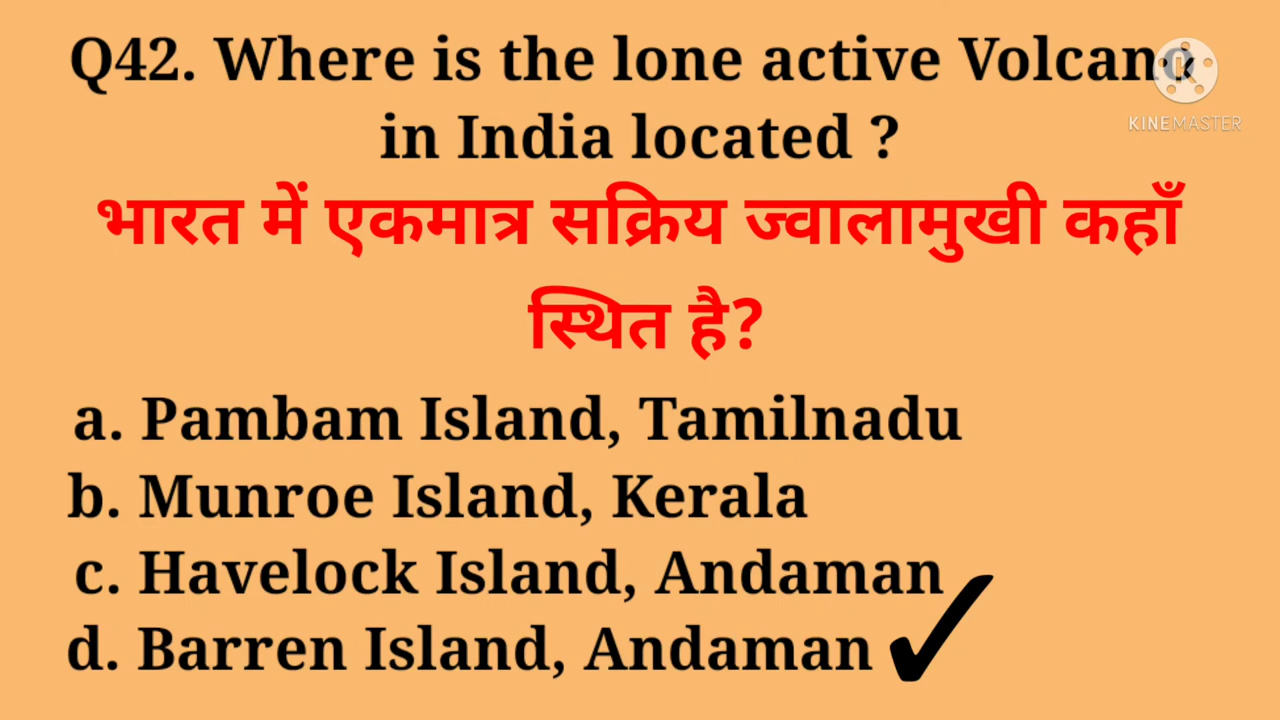 Q42. Where is the lone active Volcano
KINEMASTER
in India located ?
भारत में एकमात्र सक्रिय ज्वालामुखी कहाँ
स्थित है?
a. Pambam Island, Tamilnadu
b. Munroe Island, Kerala
c. Havelock Island, Andaman
d. Barren Island, Andaman